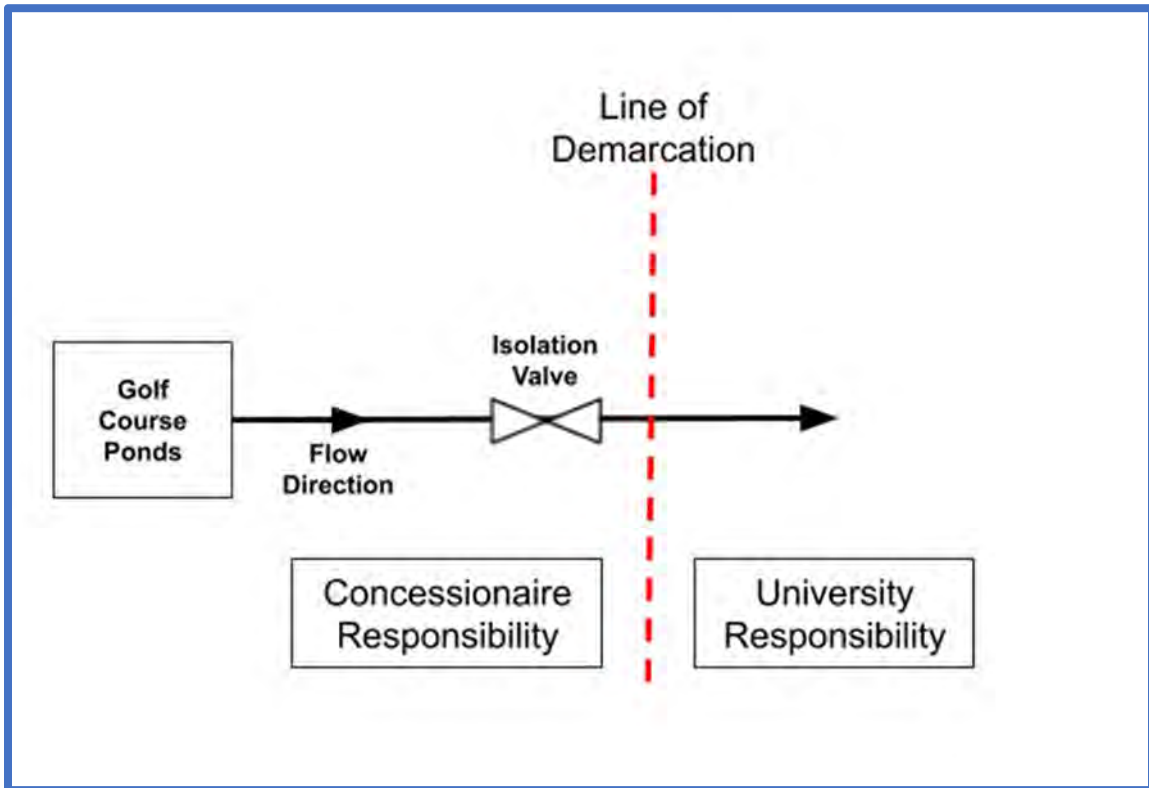 Line of
Demarcation
Isolation
Valve
Golf
Course
Ponds
Flow
Direction
Concessionaire
Responsibility
University
Responsibility